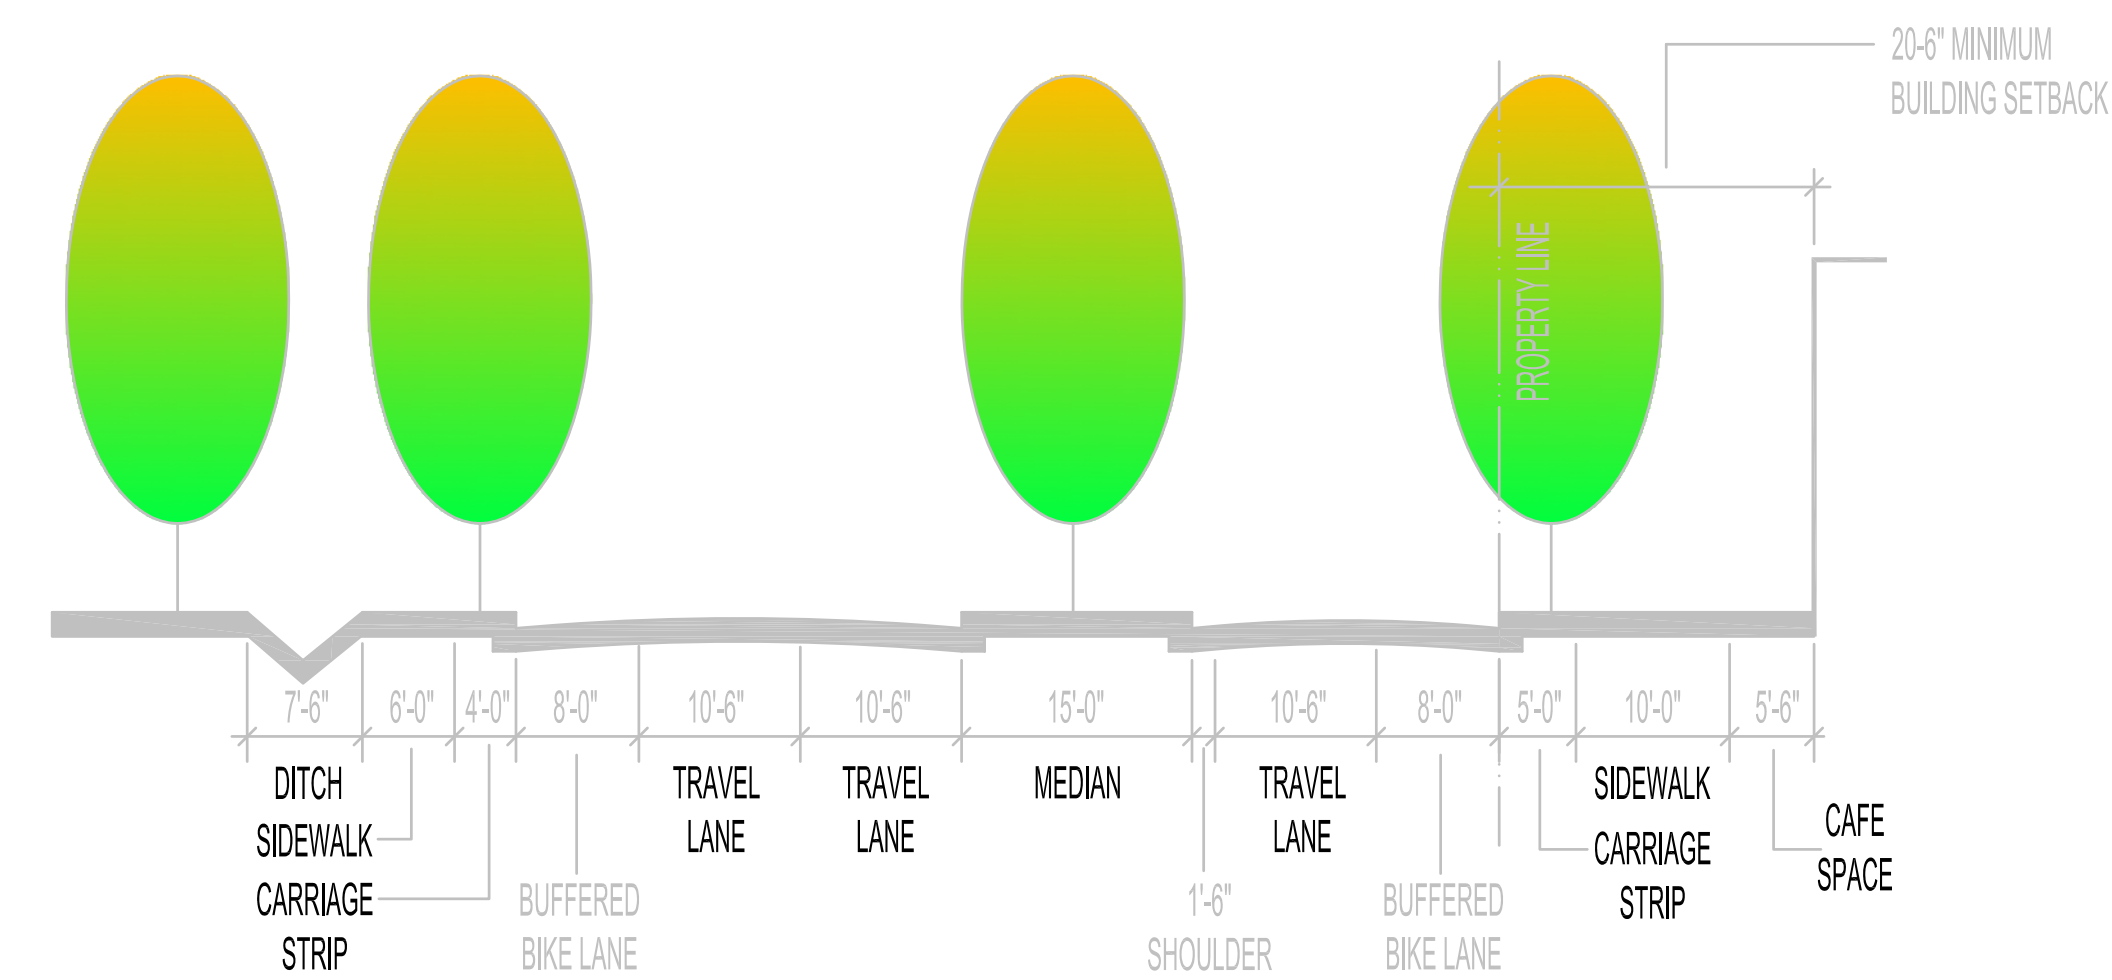 20-6" MINIMUM
BUILDING SETBACK
PROPERTY LINE
7'-6"
6'-0"
4'-0"
8'-0"
10'-6"
10'-6"
15'-0"
10'-6"
8'-0"
5'-0"
10'-0"
5'-6"
DITCH
SIDEWALK
CARRIAGE
STRIP
BUFFERED
BIKE LANE
TRAVEL
LANE
TRAVEL
LANE
MEDIAN
1'-6"
SHOULDER
TRAVEL
LANE
BUFFERED
BIKE LANE
SIDEWALK
CARRIAGE
STRIP
CAFE
SPACE